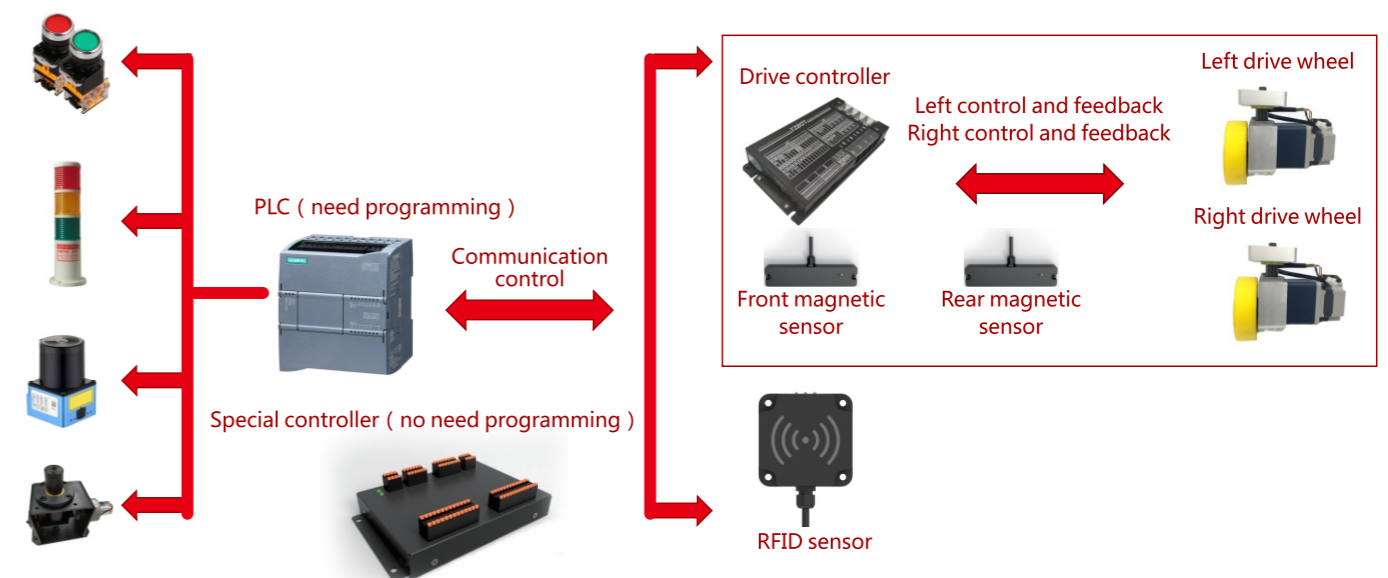 Drive controller
Left control and feedback
Right control and feedback
Left drive wheel
Right drive wheel
PLC ( need programming )
SIEMENS
Communication
control
Front magnetic
sensor
Rear magnetic
sensor
Special controller ( no need programming )
RFID sensor